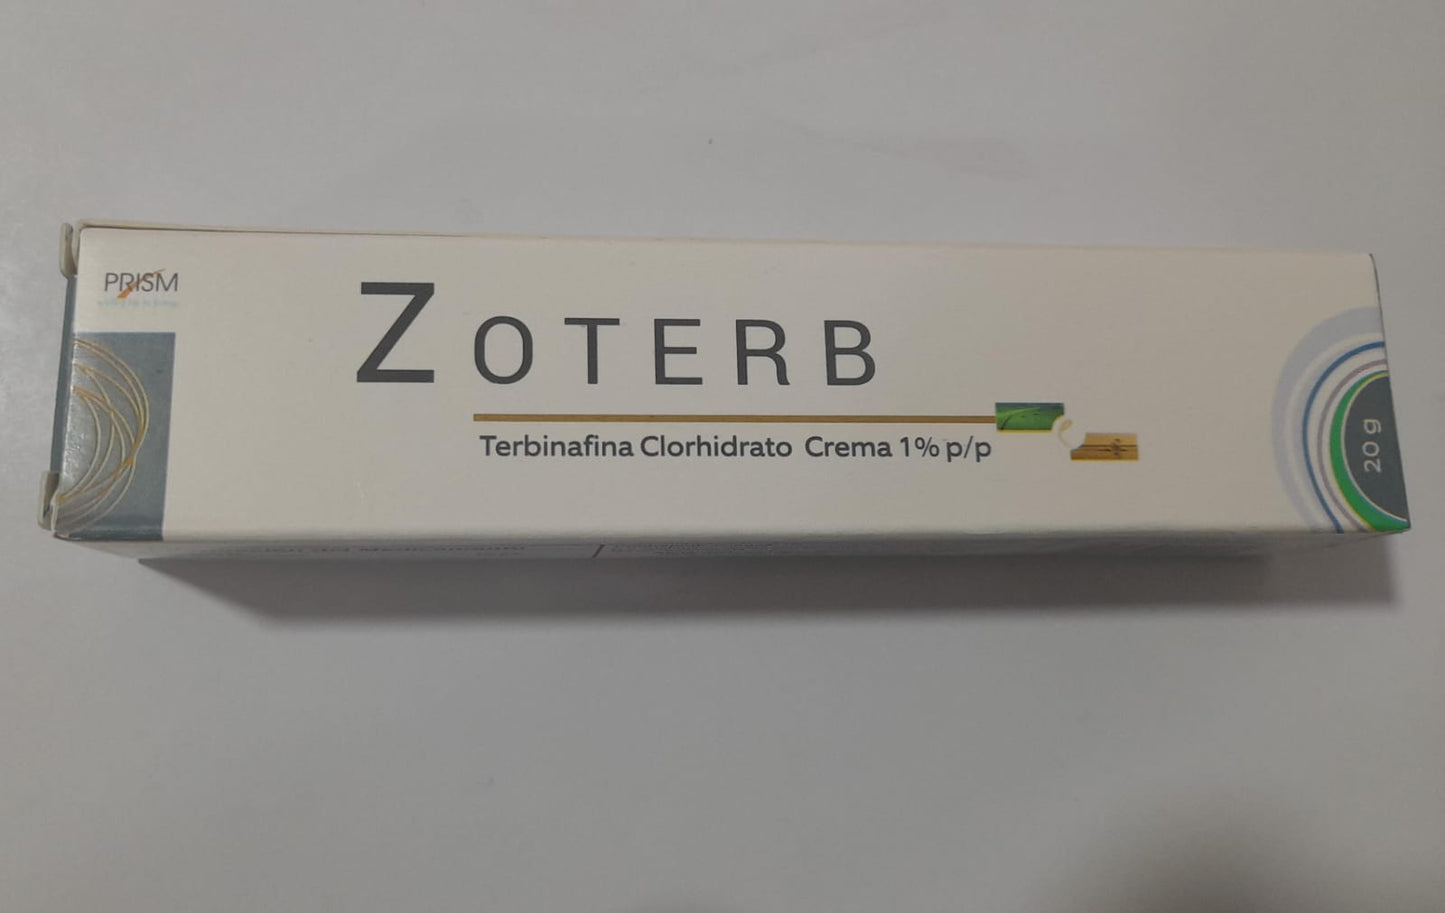 PRISM
ZOTERB
Terbinafina Clorhidrato Crema 1% p/p
20 g